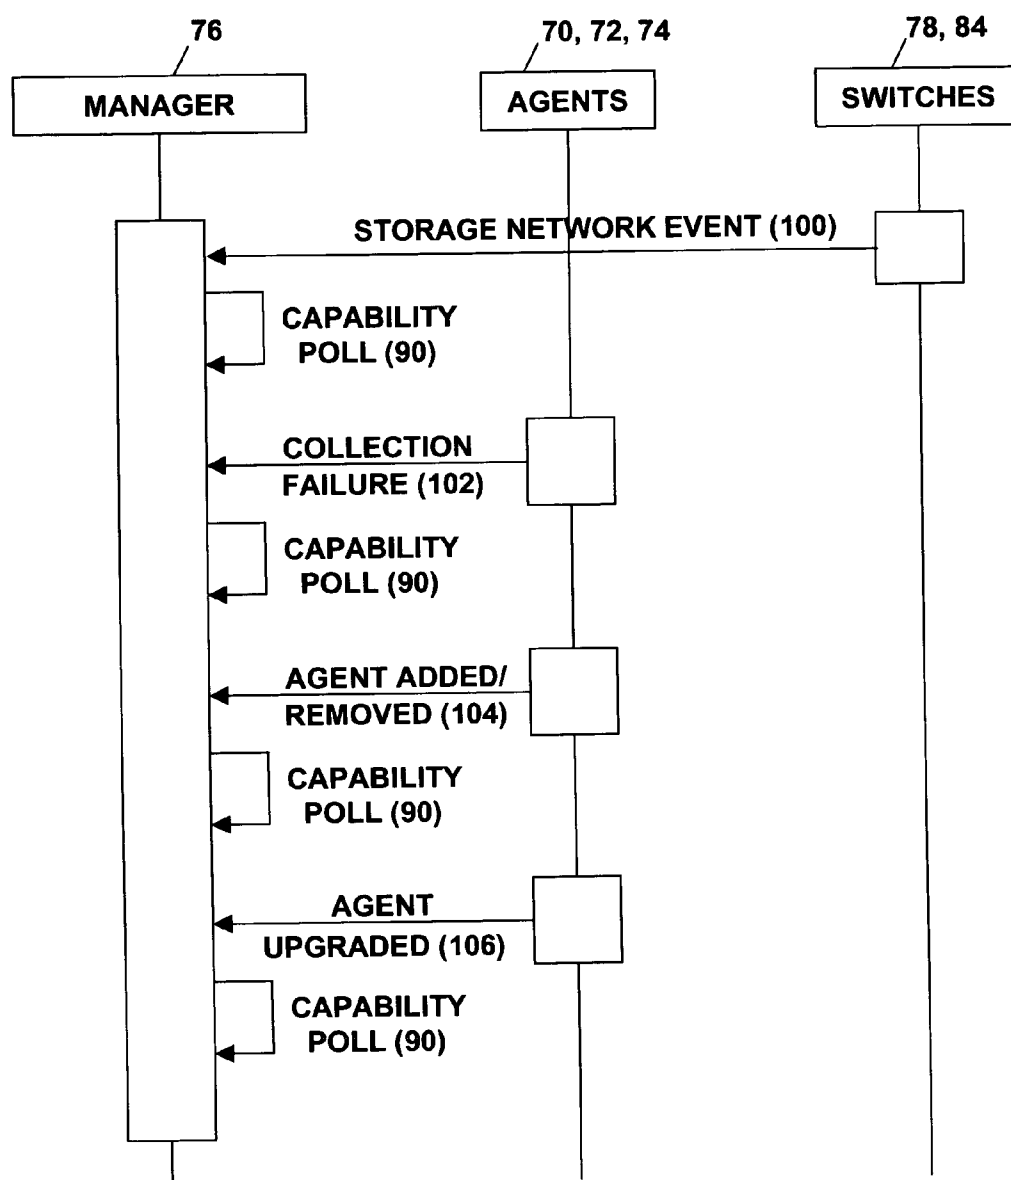 76
70, 72, 74
78, 84
MANAGER
AGENTS
SWITCHES
STORAGE NETWORK EVENT (100)
CAPABILITY
POLL (90)
COLLECTION
FAILURE (102)
CAPABILITY
POLL (90)
AGENT ADDED/
REMOVED (104)
CAPABILITY
POLL (90)
AGENT
UPGRADED (106)
CAPABILITY
POLL (90)